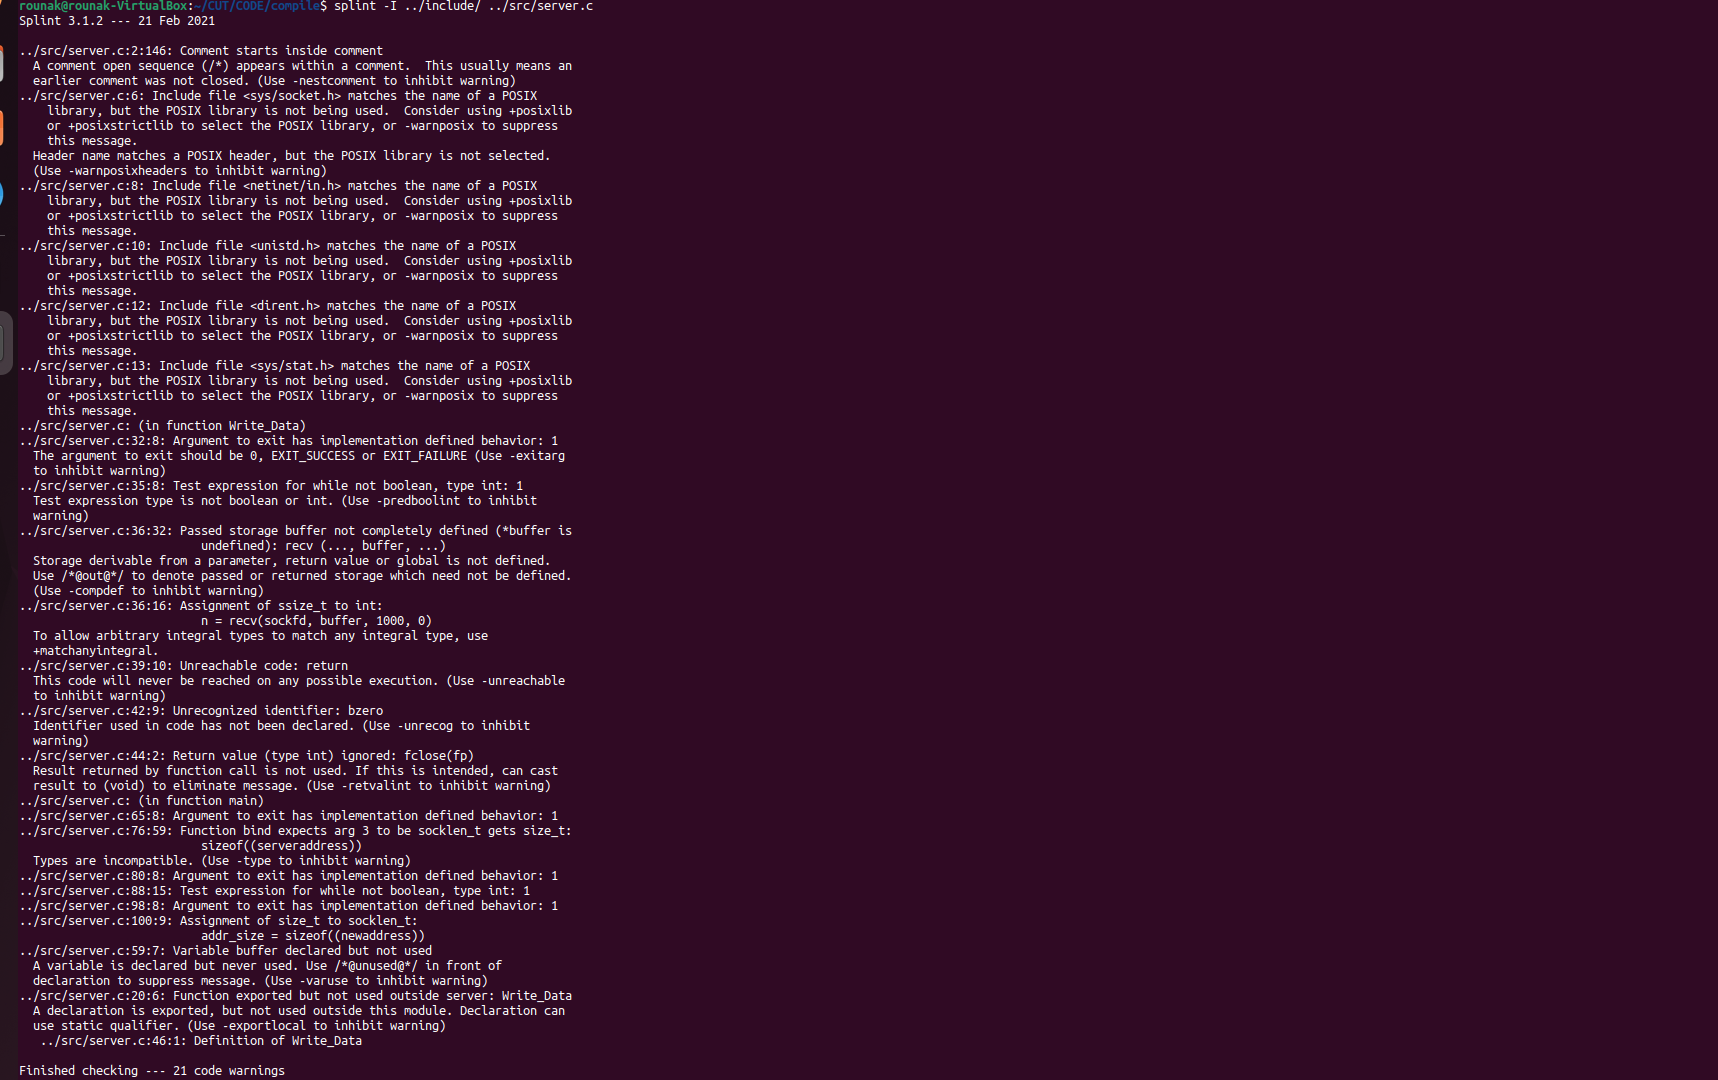 rounak@rounak-VirtualBox:~/CUT/CODE/compile$ splint -I ../include/ ../src/server.c
Splint 3.1.2 --- 21 Feb 2021

../src/server.c:2:146: Comment starts inside comment
  A comment open sequence (/*) appears within a comment.  This usually means an
  earlier comment was not closed. (Use -nestcomment to inhibit warning)
../src/server.c:6: Include file <sys/socket.h> matches the name of a POSIX
    library, but the POSIX library is not being used.  Consider using +posixlib
    or +posixstrictlib to select the POSIX library, or -warnposix to suppress
    this message.
  Header name matches a POSIX header, but the POSIX library is not selected.
  (Use -warnposixheaders to inhibit warning)
../src/server.c:8: Include file <netinet/in.h> matches the name of a POSIX
    library, but the POSIX library is not being used.  Consider using +posixlib
    or +posixstrictlib to select the POSIX library, or -warnposix to suppress
    this message.
../src/server.c:10: Include file <unistd.h> matches the name of a POSIX
    library, but the POSIX library is not being used.  Consider using +posixlib
    or +posixstrictlib to select the POSIX library, or -warnposix to suppress
    this message.
../src/server.c:12: Include file <dirent.h> matches the name of a POSIX
    library, but the POSIX library is not being used.  Consider using +posixlib
    or +posixstrictlib to select the POSIX library, or -warnposix to suppress
    this message.
../src/server.c:13: Include file <sys/stat.h> matches the name of a POSIX
    library, but the POSIX library is not being used.  Consider using +posixlib
    or +posixstrictlib to select the POSIX library, or -warnposix to suppress
    this message.
../src/server.c: (in function Write_Data)
../src/server.c:32:8: Argument to exit has implementation defined behavior: 1
  The argument to exit should be 0, EXIT_SUCCESS or EXIT_FAILURE (Use -exitarg
  to inhibit warning)
../src/server.c:35:8: Test expression for while not boolean, type int: 1
  Test expression type is not boolean or int. (Use -predboolint to inhibit
  warning)
../src/server.c:36:32: Passed storage buffer not completely defined (*buffer is
                          undefined): recv (..., buffer, ...)
  Storage derivable from a parameter, return value or global is not defined.
  Use /*@out@*/ to denote passed or returned storage which need not be defined.
  (Use -compdef to inhibit warning)
../src/server.c:36:16: Assignment of ssize_t to int:
                          n = recv(sockfd, buffer, 1000, 0)
  To allow arbitrary integral types to match any integral type, use
  +matchanyintegral.
../src/server.c:39:10: Unreachable code: return
  This code will never be reached on any possible execution. (Use -unreachable
  to inhibit warning)
../src/server.c:42:9: Unrecognized identifier: bzero
  Identifier used in code has not been declared. (Use -unrecog to inhibit
  warning)
../src/server.c:44:2: Return value (type int) ignored: fclose(fp)
  Result returned by function call is not used. If this is intended, can cast
  result to (void) to eliminate message. (Use -retvalint to inhibit warning)
../src/server.c: (in function main)
../src/server.c:65:8: Argument to exit has implementation defined behavior: 1
../src/server.c:76:59: Function bind expects arg 3 to be socklen_t gets size_t:
                          sizeof((serveraddress))
  Types are incompatible. (Use -type to inhibit warning)
../src/server.c:80:8: Argument to exit has implementation defined behavior: 1
../src/server.c:88:15: Test expression for while not boolean, type int: 1
../src/server.c:98:8: Argument to exit has implementation defined behavior: 1
../src/server.c:100:9: Assignment of size_t to socklen_t:
                          addr_size = sizeof((newaddress))
../src/server.c:59:7: Variable buffer declared but not used
  A variable is declared but never used. Use /*@unused@*/ in front of
  declaration to suppress message. (Use -varuse to inhibit warning)
../src/server.c:20:6: Function exported but not used outside server: Write_Data
  A declaration is exported, but not used outside this module. Declaration can
  use static qualifier. (Use -exportlocal to inhibit warning)
   ../src/server.c:46:1: Definition of Write_Data

Finished checking --- 21 code warnings